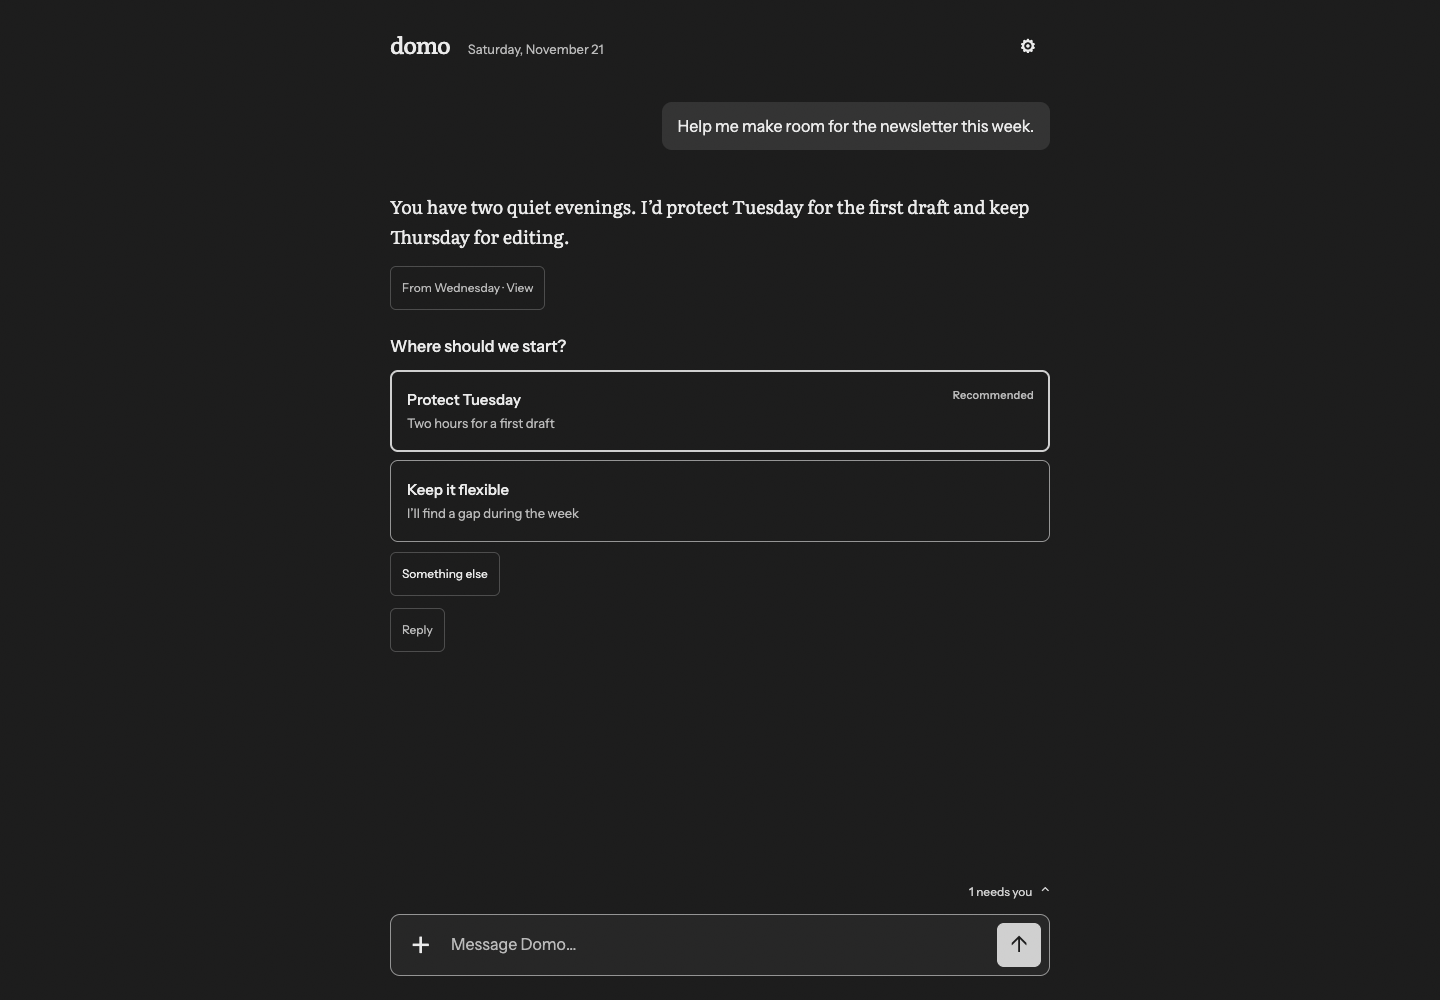 domo
Saturday, November 21
Help me make room for the newsletter this week.
You have two quiet evenings. I’d protect Tuesday for the first draft and keep
Thursday for editing.
From Wednesday · View
Where should we start?
Protect Tuesday
Recommended
Two hours for a first draft
Keep it flexible
I’ll find a gap during the week
Something else
Reply
1 needs you
Message Domo…